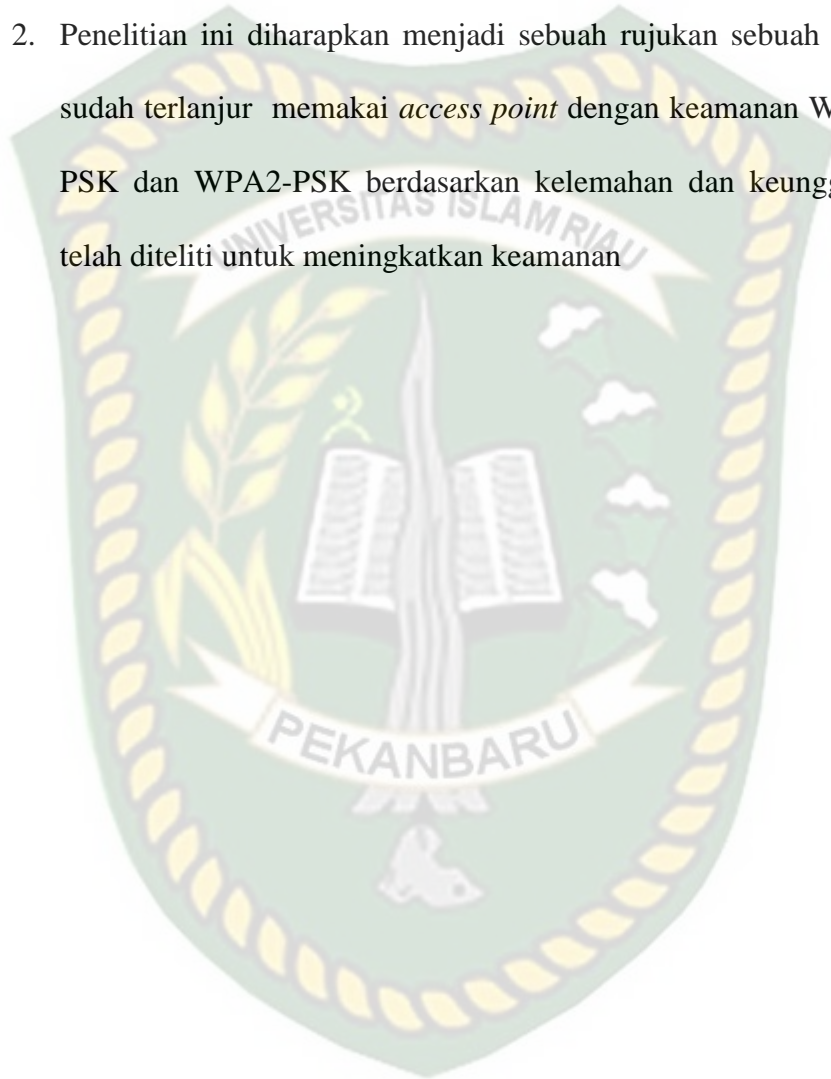 2. Penelitian ini diharapkan menjadi sebuah rujukan sebuah
sudah terlanjur memakai access point dengan keamanan W
PSK dan WPA2-PSK berdasarkan kelemahan dan keungg
telah diteliti untuk meningkatkan keamanan
UNIVERSITAS ISLAM RIAU
PEKANBARU